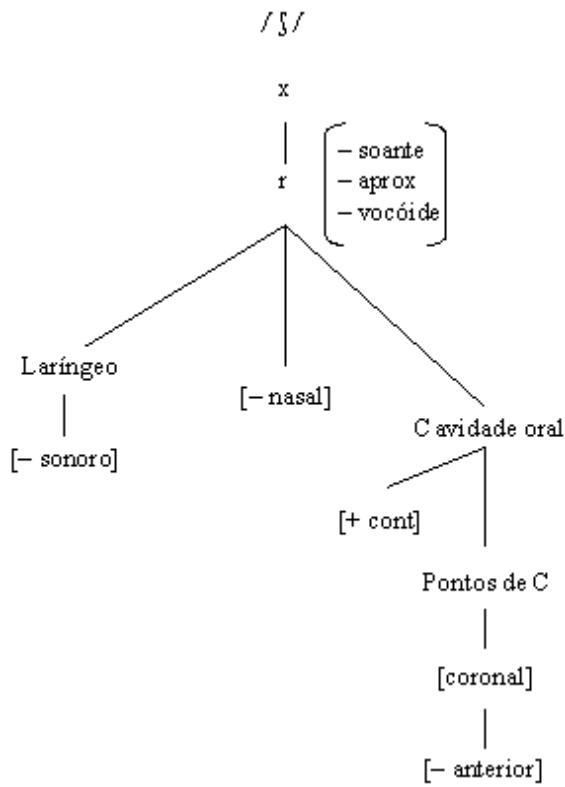 /ʃ/
x
– soante
r – aprox
– vocóide
Laríngeo
[– nasal]
Cavidade oral
[– sonoro]
[+ cont]
Pontos de C
[coronal]
[– anterior]